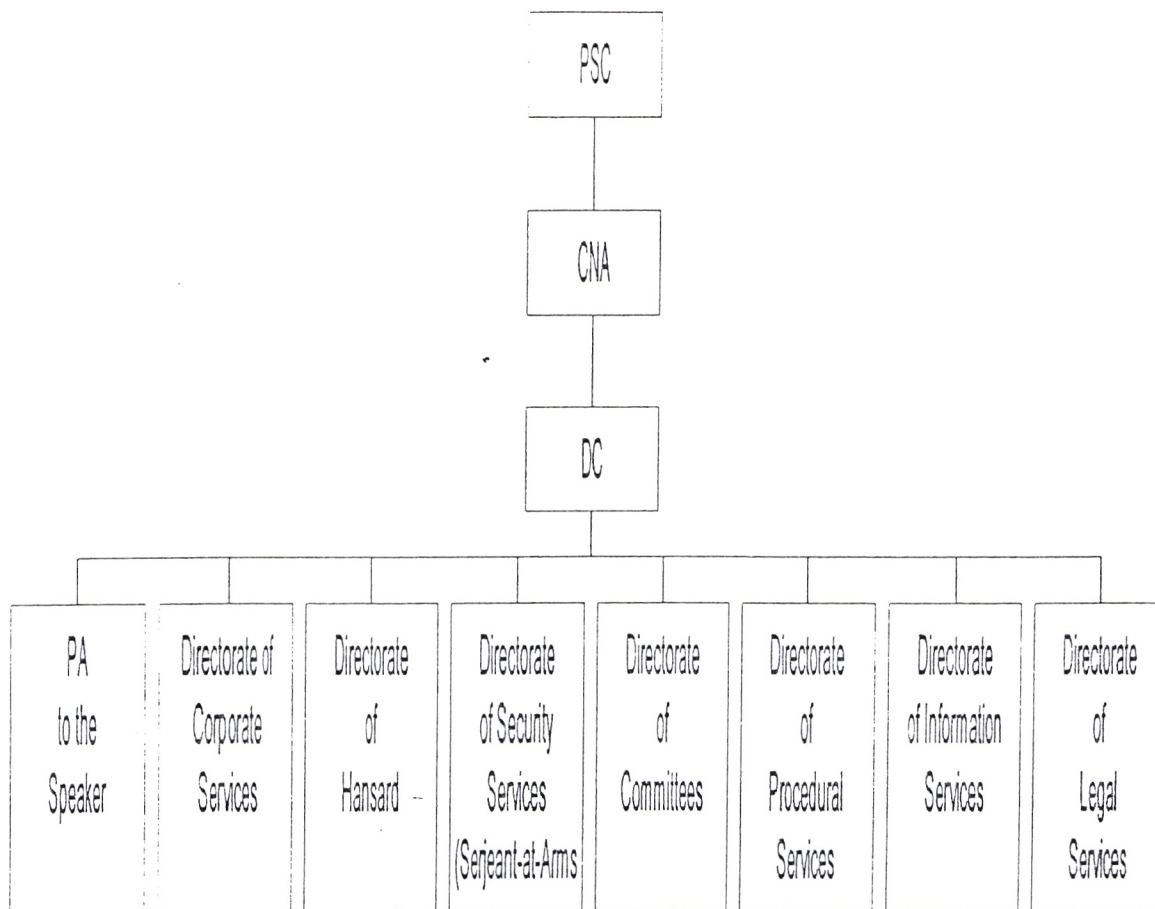 PSC
CNA
DC
PA
to the
Speaker
Directorate of
Corporate
Services
Directorate
of
Hansard
Directorate
of Security
Services
(Serjeant-at-Arms
Directorate
of
Committees
Directorate
of
Procedural
Services
Directorate
of Information
Services
Directorate
of
Legal
Services